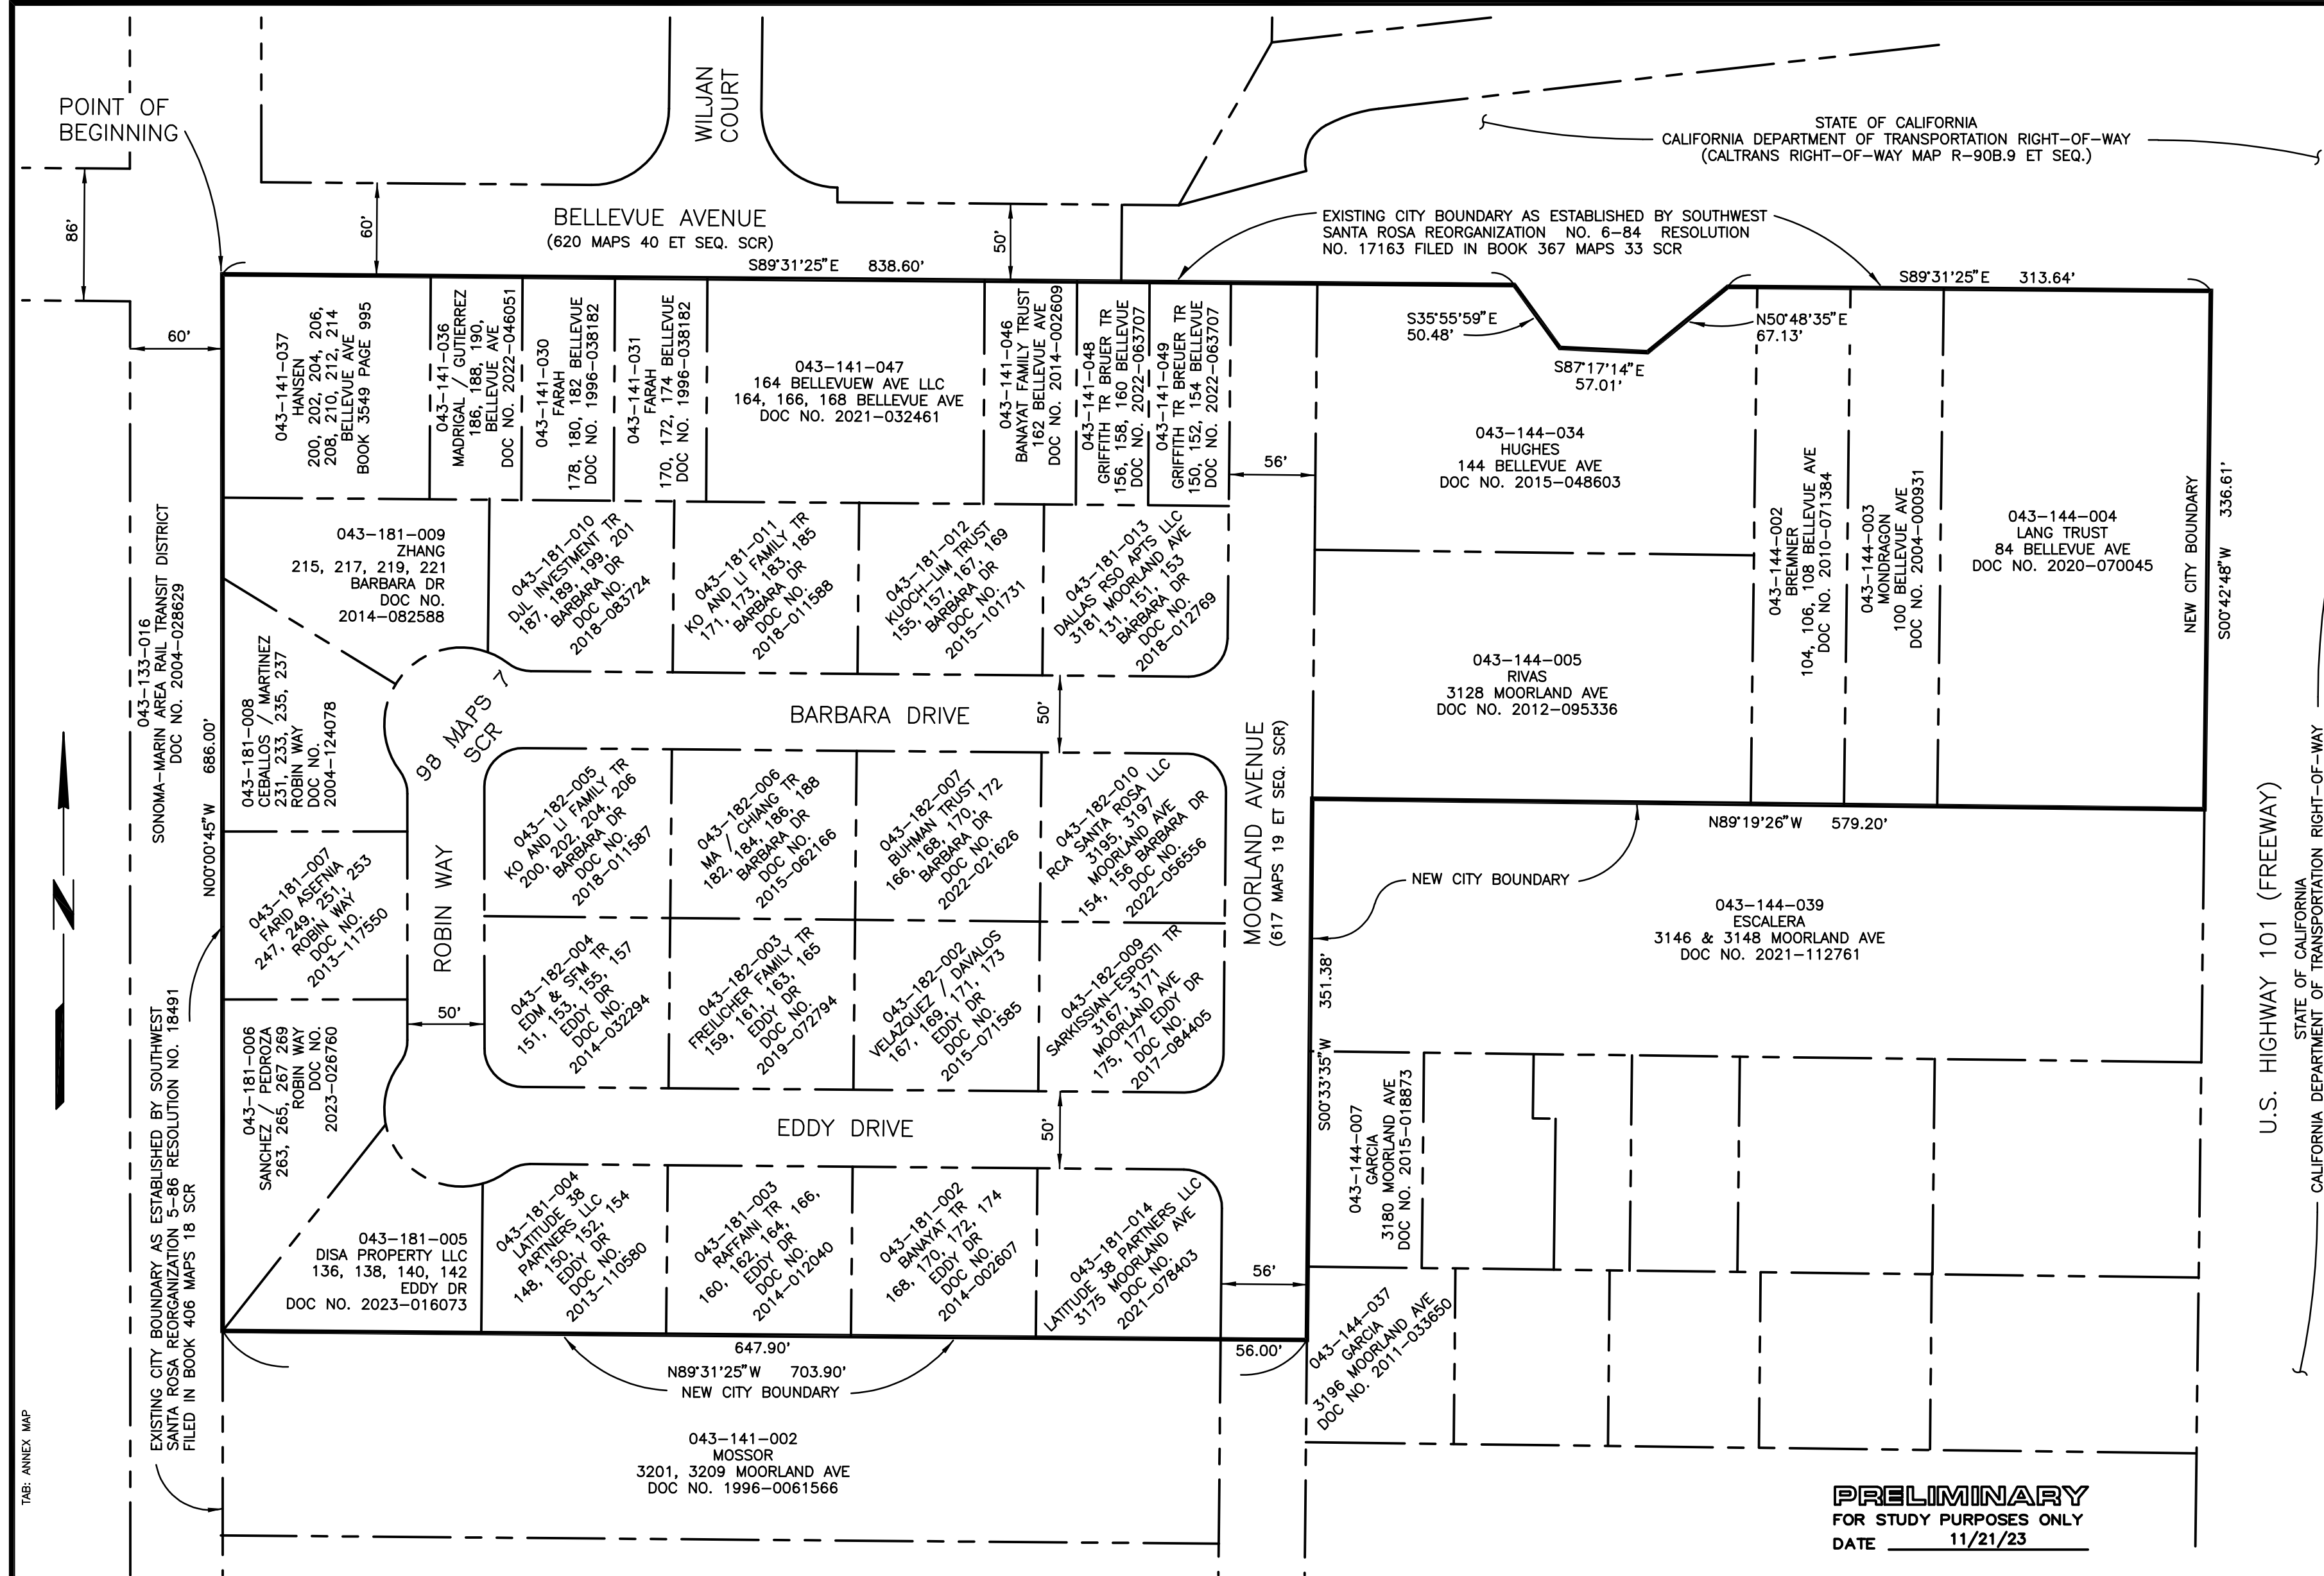 WILJAN
COURT
POINT OF
BEGINNING
STATE OF CALIFORNIA
CALIFORNIA DEPARTMENT OF TRANSPORTATION RIGHT-OF-WAY
(CALTRANS RIGHT-OF-WAY MAP R-90B.9 ET SEQ.)
86'
60'
BELLEVUE AVENUE
(620 MAPS 40 ET SEQ. SCR)
50'
EXISTING CITY BOUNDARY AS ESTABLISHED BY SOUTHWEST
SANTA ROSA REORGANIZATION NO. 6-84 RESOLUTION
NO. 17163 FILED IN BOOK 367 MAPS 33 SCR
S89°31'25"E 838.60'
S89°31'25"E 313.64'
60'
043-141-037
HANSEN
200, 202, 204, 206,
208, 210, 212, 214
BELLEVUE AVE
BOOK 3549 PAGE 995
043-141-036
MADRIGAL / GUTIERREZ
186, 188, 190,
BELLEVUE AVE
DOC NO. 2022-046051
043-141-030
FARAH
178, 180, 182 BELLEVUE
DOC NO. 1996-038182
043-141-031
FARAH
170, 172, 174 BELLEVUE
DOC NO. 1996-038182
043-141-047
164 BELLEVUEW AVE LLC
164, 166, 168 BELLEVUE AVE
DOC NO. 2021-032461
043-141-046
BANAYAT FAMILY TRUST
162 BELLEVUE AVE
DOC NO. 2014-002609
043-141-048
GRIFFITH TR BRUER TR
156, 158, 160 BELLEVUE
DOC NO. 2022-063707
043-141-049
GRIFFITH TR BREUER TR
150, 152, 154 BELLEVUE
DOC NO. 2022-063707
56'
S35°55'59"E
50.48'
S87°17'14"E
57.01'
N50°48'35"E
67.13'
043-144-034
HUGHES
144 BELLEVUE AVE
DOC NO. 2015-048603
043-144-002
BREMNER
104, 106, 108 BELLEVUE AVE
DOC NO. 2010-071384
043-144-003
MONDRAGON
100 BELLEVUE AVE
DOC NO. 2004-000931
043-144-004
LANG TRUST
84 BELLEVUE AVE
DOC NO. 2020-070045
NEW CITY BOUNDARY
S00°42'48"W 336.61'
043-133-016
SONOMA-MARIN AREA RAIL TRANSIT DISTRICT
DOC NO. 2004-028629
N00°00'45"W 686.00'
043-181-009
ZHANG
215, 217, 219, 221
BARBARA DR
DOC NO.
2014-082588
043-181-010
DJL INVESTMENT TR
187, 189, 199, 201
BARBARA DR
DOC NO.
2018-083724
043-181-011
KO AND LI FAMILY TR
171, 173, 183, 185
BARBARA DR
DOC NO.
2018-011588
043-181-012
KUOCH-LIM TRUST
155, 157, 167, 169
BARBARA DR
DOC NO.
2015-101731
043-181-013
DALLAS RSO APTS LLC
3181 MOORLAND AVE
131, 151, 153
BARBARA DR
DOC NO.
2018-012769
043-144-005
RIVAS
3128 MOORLAND AVE
DOC NO. 2012-095336
043-181-008
CEBALLOS / MARTINEZ
231, 233, 235, 237
ROBIN WAY
DOC NO.
2004-124078
98 MAPS 7
SCR
BARBARA DRIVE
50'
MOORLAND AVENUE
(617 MAPS 19 ET SEQ. SCR)
043-181-007
FARID ASEFNIA
247, 249, 251, 253
ROBIN WAY
DOC NO.
2013-117550
ROBIN WAY
50'
043-182-005
KO AND LI FAMILY TR
200, 202, 204, 206
BARBARA DR
DOC NO.
2018-011587
043-182-006
MA / CHIANG TR
182, 184, 186, 188
BARBARA DR
DOC NO.
2015-062166
043-182-007
BUHMAN TRUST
166, 168, 170, 172
BARBARA DR
DOC NO.
2022-021626
043-182-010
RCA SANTA ROSA LLC
3195, 3197
MOORLAND AVE
154, 156 BARBARA DR
DOC NO.
2022-056556
N89°19'26"W 579.20'
NEW CITY BOUNDARY
043-144-039
ESCALERA
3146 & 3148 MOORLAND AVE
DOC NO. 2021-112761
U.S. HIGHWAY 101 (FREEWAY)
STATE OF CALIFORNIA
CALIFORNIA DEPARTMENT OF TRANSPORTATION RIGHT-OF-WAY
N
043-182-004
EDM & SFM TR
151, 153, 155, 157
EDDY DR
DOC NO.
2014-032294
043-182-003
FREILICHER FAMILY TR
159, 161, 163, 165
EDDY DR
DOC NO.
2019-072794
043-182-002
VELAZQUEZ / DAVALOS
167, 169, 171, 173
EDDY DR
DOC NO.
2015-071585
043-182-009
SARKISSIAN-ESPOSTI TR
3167, 3171
MOORLAND AVE
175, 177 EDDY DR
DOC NO.
2017-084405
S00°33'35"W 351.38'
043-181-006
SANCHEZ / PEDROZA
263, 265, 267 269
ROBIN WAY
DOC NO.
2023-026760
EDDY DRIVE
50'
043-144-007
GARCIA
3180 MOORLAND AVE
DOC NO. 2015-018873
EXISTING CITY BOUNDARY AS ESTABLISHED BY SOUTHWEST
SANTA ROSA REORGANIZATION 5-86 RESOLUTION NO. 18491
FILED IN BOOK 406 MAPS 18 SCR
043-181-005
DISA PROPERTY LLC
136, 138, 140, 142
EDDY DR
DOC NO. 2023-016073
043-181-004
LATITUDE 38
PARTNERS LLC
148, 150, 152, 154
EDDY DR
DOC NO.
2013-110580
043-181-003
RAFFAINI TR
160, 162, 164, 166,
EDDY DR
DOC NO.
2014-012040
043-181-002
BANAYAT TR
168, 170, 172, 174
EDDY DR
DOC NO.
2014-002607
043-181-014
LATITUDE 38 PARTNERS LLC
3175 MOORLAND AVE
DOC NO.
2021-078403
56'
043-144-037
GARCIA
3196 MOORLAND AVE
DOC NO. 2011-033650
647.90'
56.00'
N89°31'25"W 703.90'
NEW CITY BOUNDARY
043-141-002
MOSSOR
3201, 3209 MOORLAND AVE
DOC NO. 1996-0061566
TAB: ANNEX MAP
PRELIMINARY
FOR STUDY PURPOSES ONLY
DATE 11/21/23